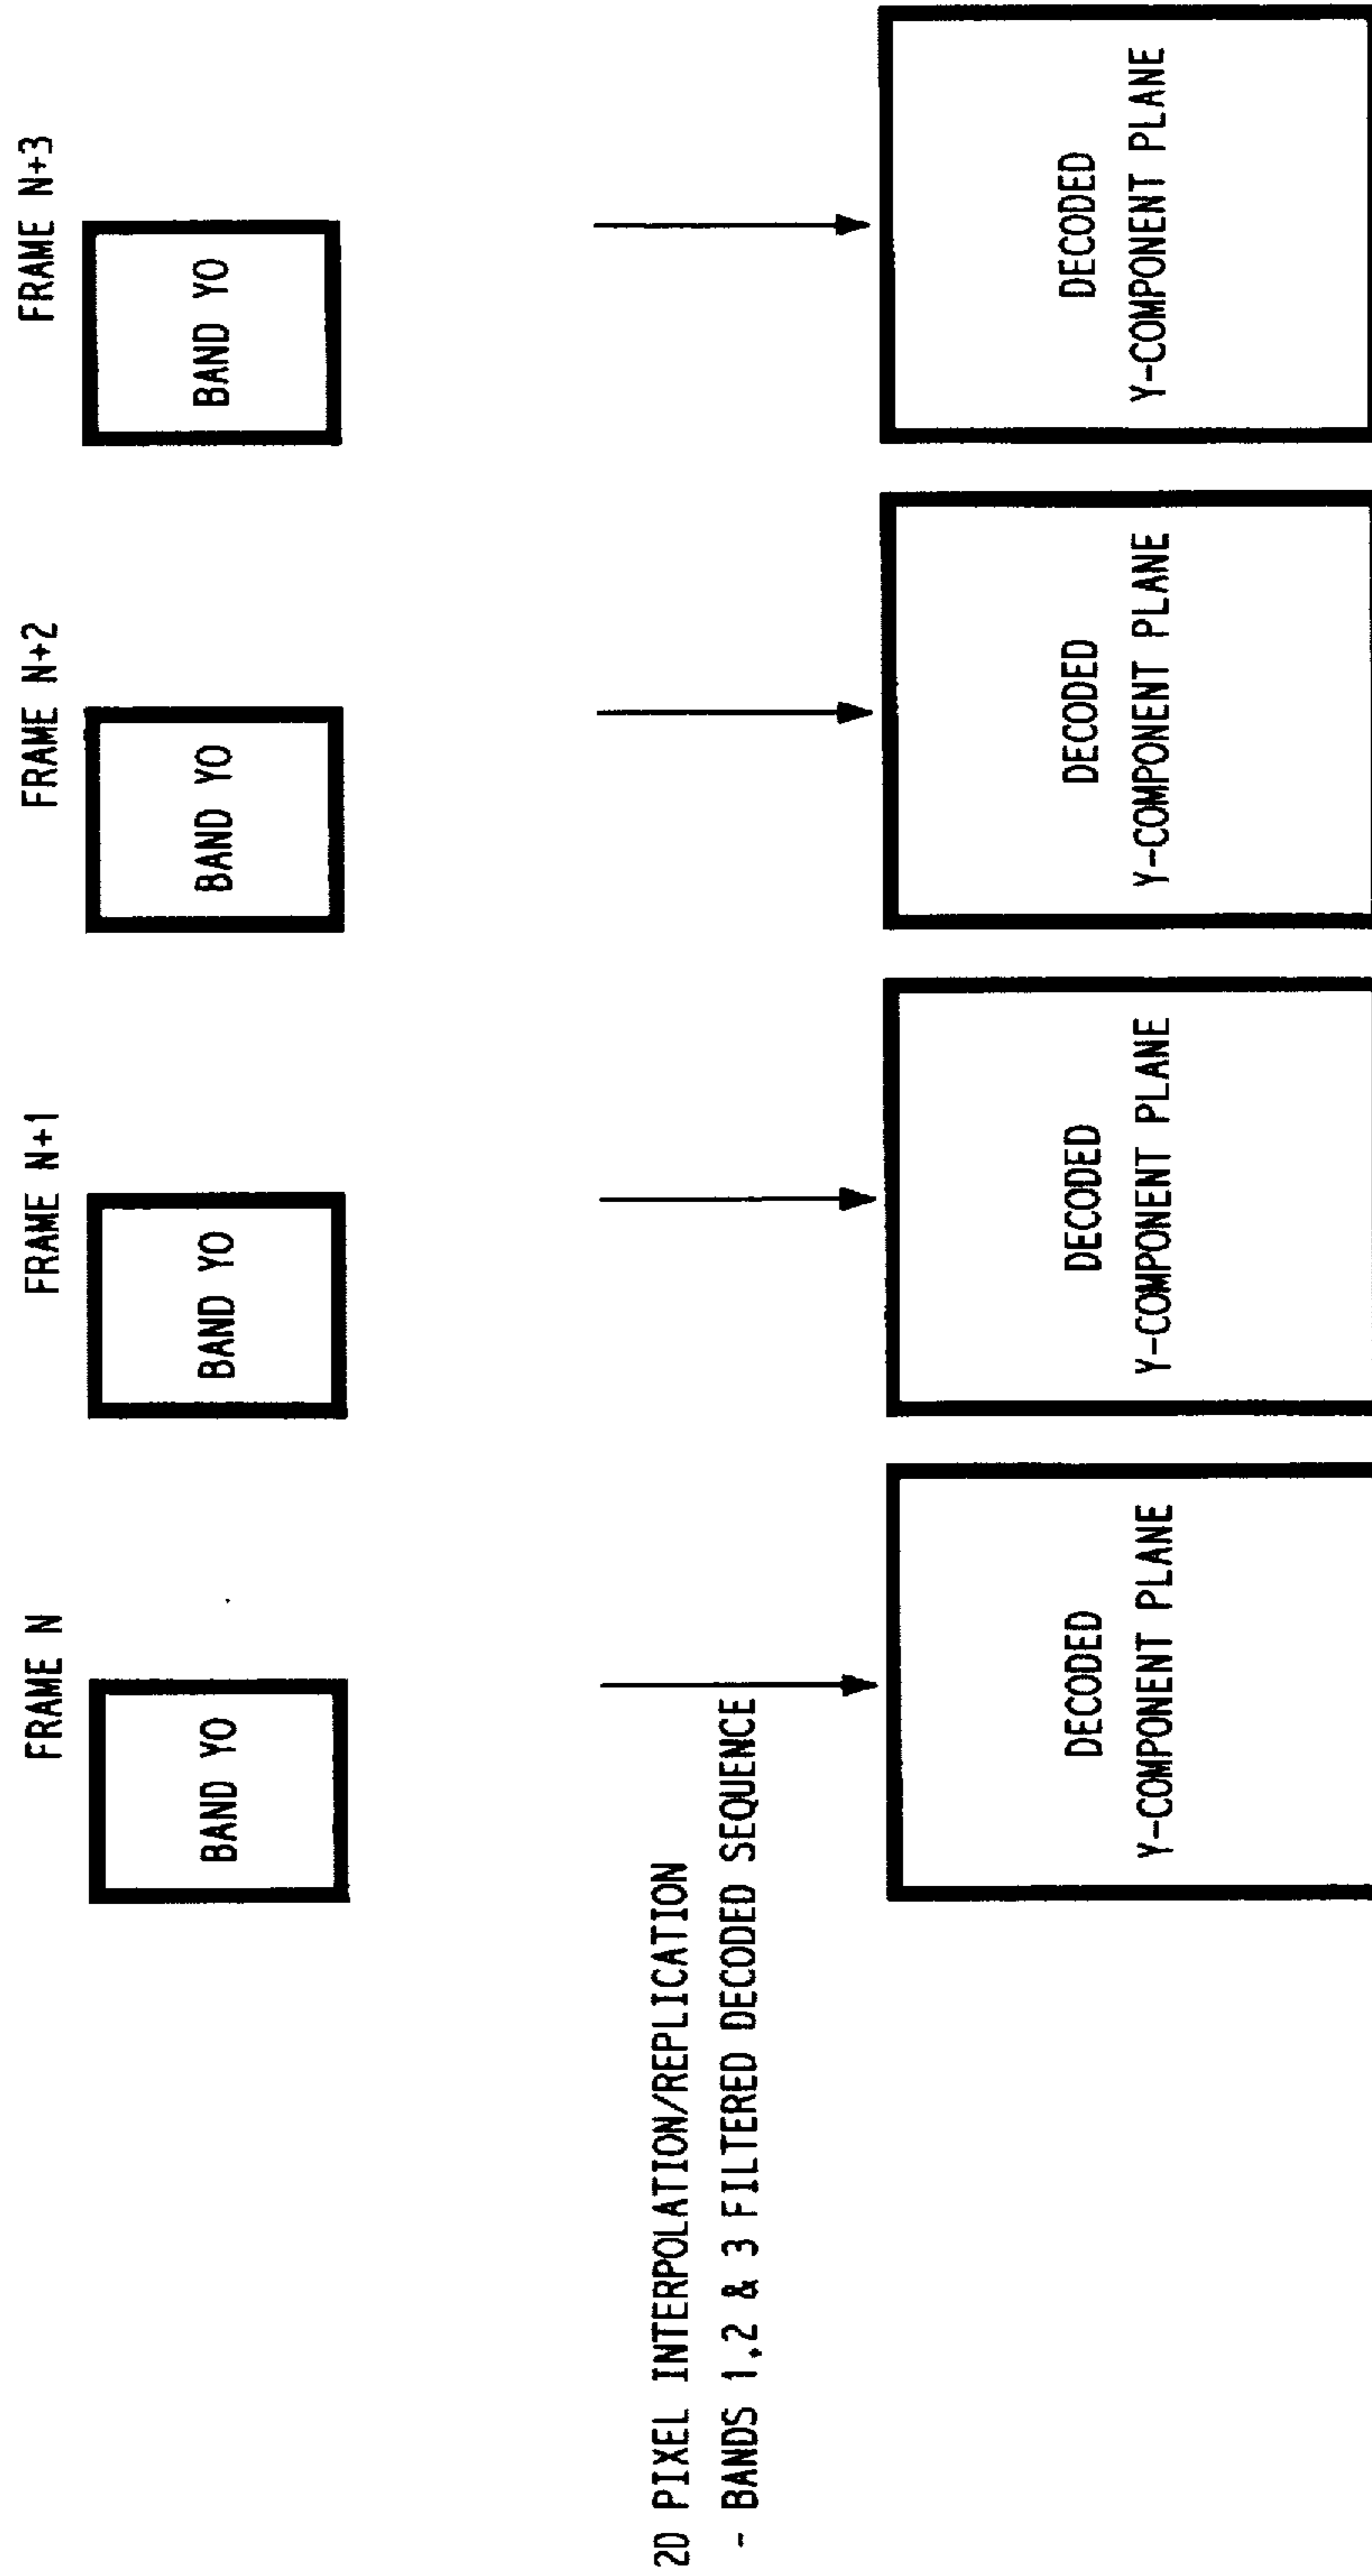 FRAME N
FRAME N+1
FRAME N+2
FRAME N+3
BAND YO
BAND YO
BAND YO
BAND YO
2D PIXEL INTERPOLATION/REPLICATION
- BANDS 1,2 & 3 FILTERED DECODED SEQUENCE
DECODED
Y-COMPONENT PLANE
DECODED
Y-COMPONENT PLANE
DECODED
Y-COMPONENT PLANE
DECODED
Y-COMPONENT PLANE